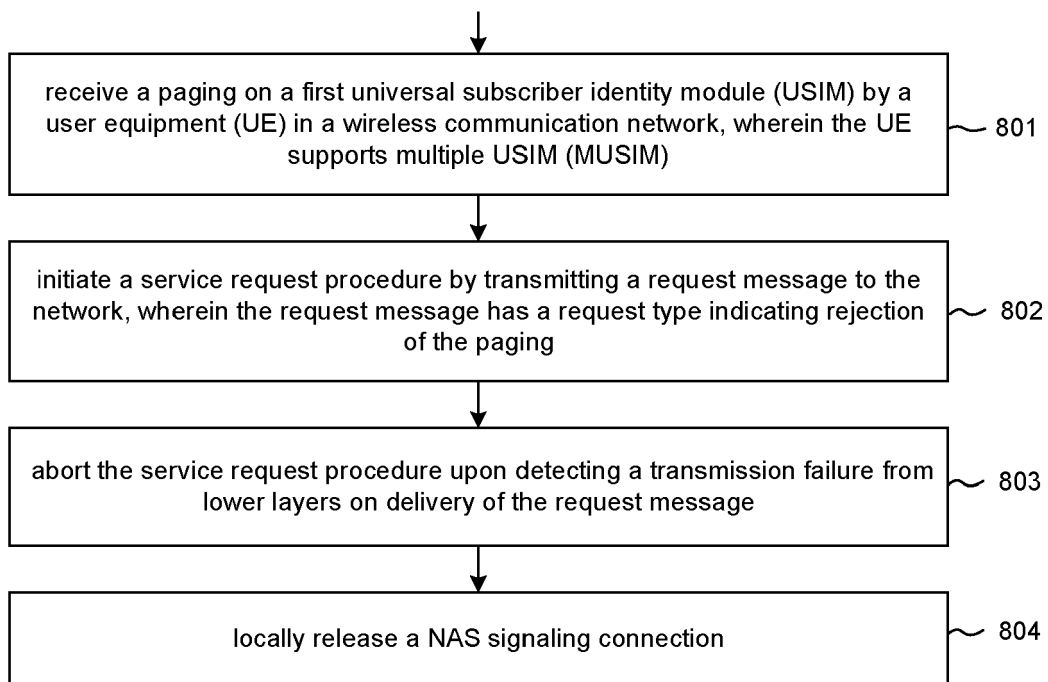 receive a paging on a first universal subscriber identity module (USIM) by a
user equipment (UE) in a wireless communication network, wherein the UE
supports multiple USIM (MUSIM)
801
initiate a service request procedure by transmitting a request message to the
network, wherein the request message has a request type indicating rejection
of the paging
802
abort the service request procedure upon detecting a transmission failure from
lower layers on delivery of the request message
803
locally release a NAS signaling connection
804